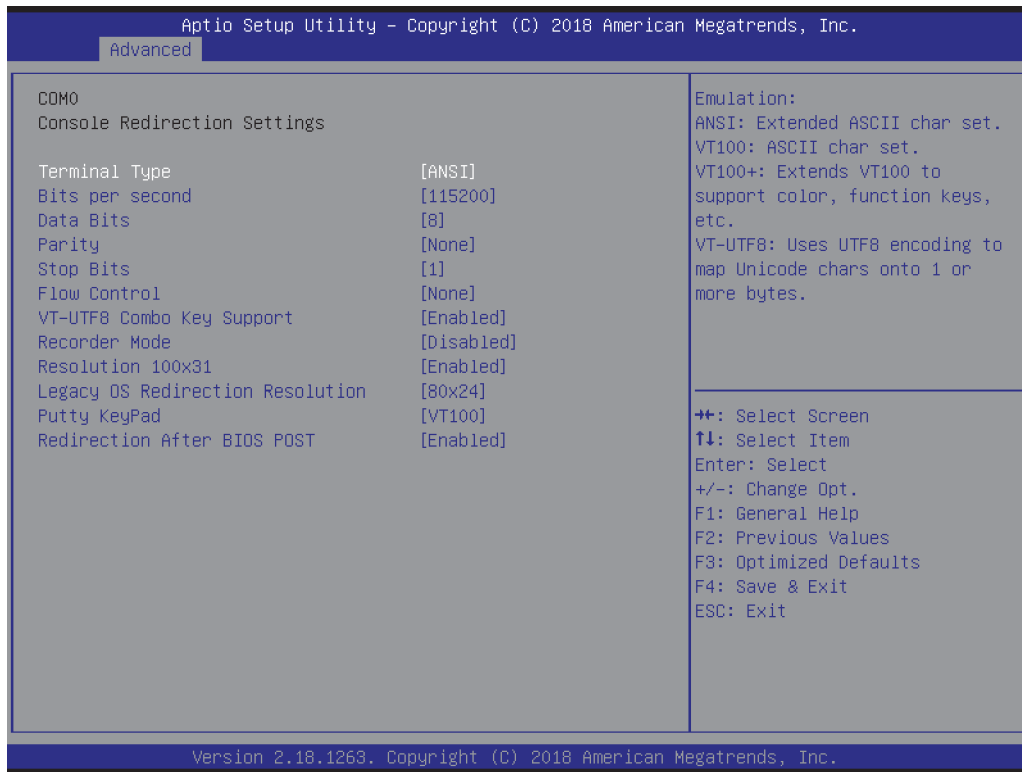 Aptio Setup Utility – Copyright (C) 2018 American Megatrends, Inc.
Advanced
COM0
Console Redirection Settings
Terminal Type [ANSI]
Bits per second [115200]
Data Bits [8]
Parity [None]
Stop Bits [1]
Flow Control [None]
VT-UTF8 Combo Key Support [Enabled]
Recorder Mode [Disabled]
Resolution 100x31 [Enabled]
Legacy OS Redirection Resolution [80x24]
Putty KeyPad [VT100]
Redirection After BIOS POST [Enabled]
Emulation:
ANSI: Extended ASCII char set.
VT100: ASCII char set.
VT100+: Extends VT100 to
support color, function keys,
etc.
VT-UTF8: Uses UTF8 encoding to
map Unicode chars onto 1 or
more bytes.
→←: Select Screen
↑↓: Select Item
Enter: Select
+/-: Change Opt.
F1: General Help
F2: Previous Values
F3: Optimized Defaults
F4: Save & Exit
ESC: Exit
Version 2.18.1263. Copyright (C) 2018 American Megatrends, Inc.